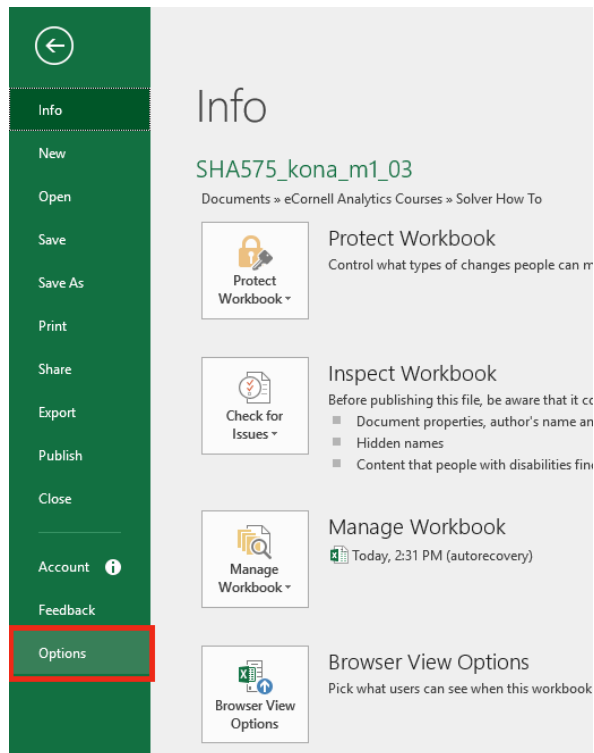 Info
New
Open
Save
Save As
Print
Share
Export
Publish
Close
Account
Feedback
Options
Info
SHA575_kona_m1_03
Documents » eCornell Analytics Courses » Solver How To
Protect
Workbook
Protect Workbook
Control what types of changes people can
Check for
Issues
Inspect Workbook
Before publishing this file, be aware that it
Document properties, author's name
Hidden names
Content that people with disabilities
Manage
Workbook
Manage Workbook
Today, 2:31 PM (autorecovery)
Browser View
Options
Browser View Options
Pick what users can see when this workbook